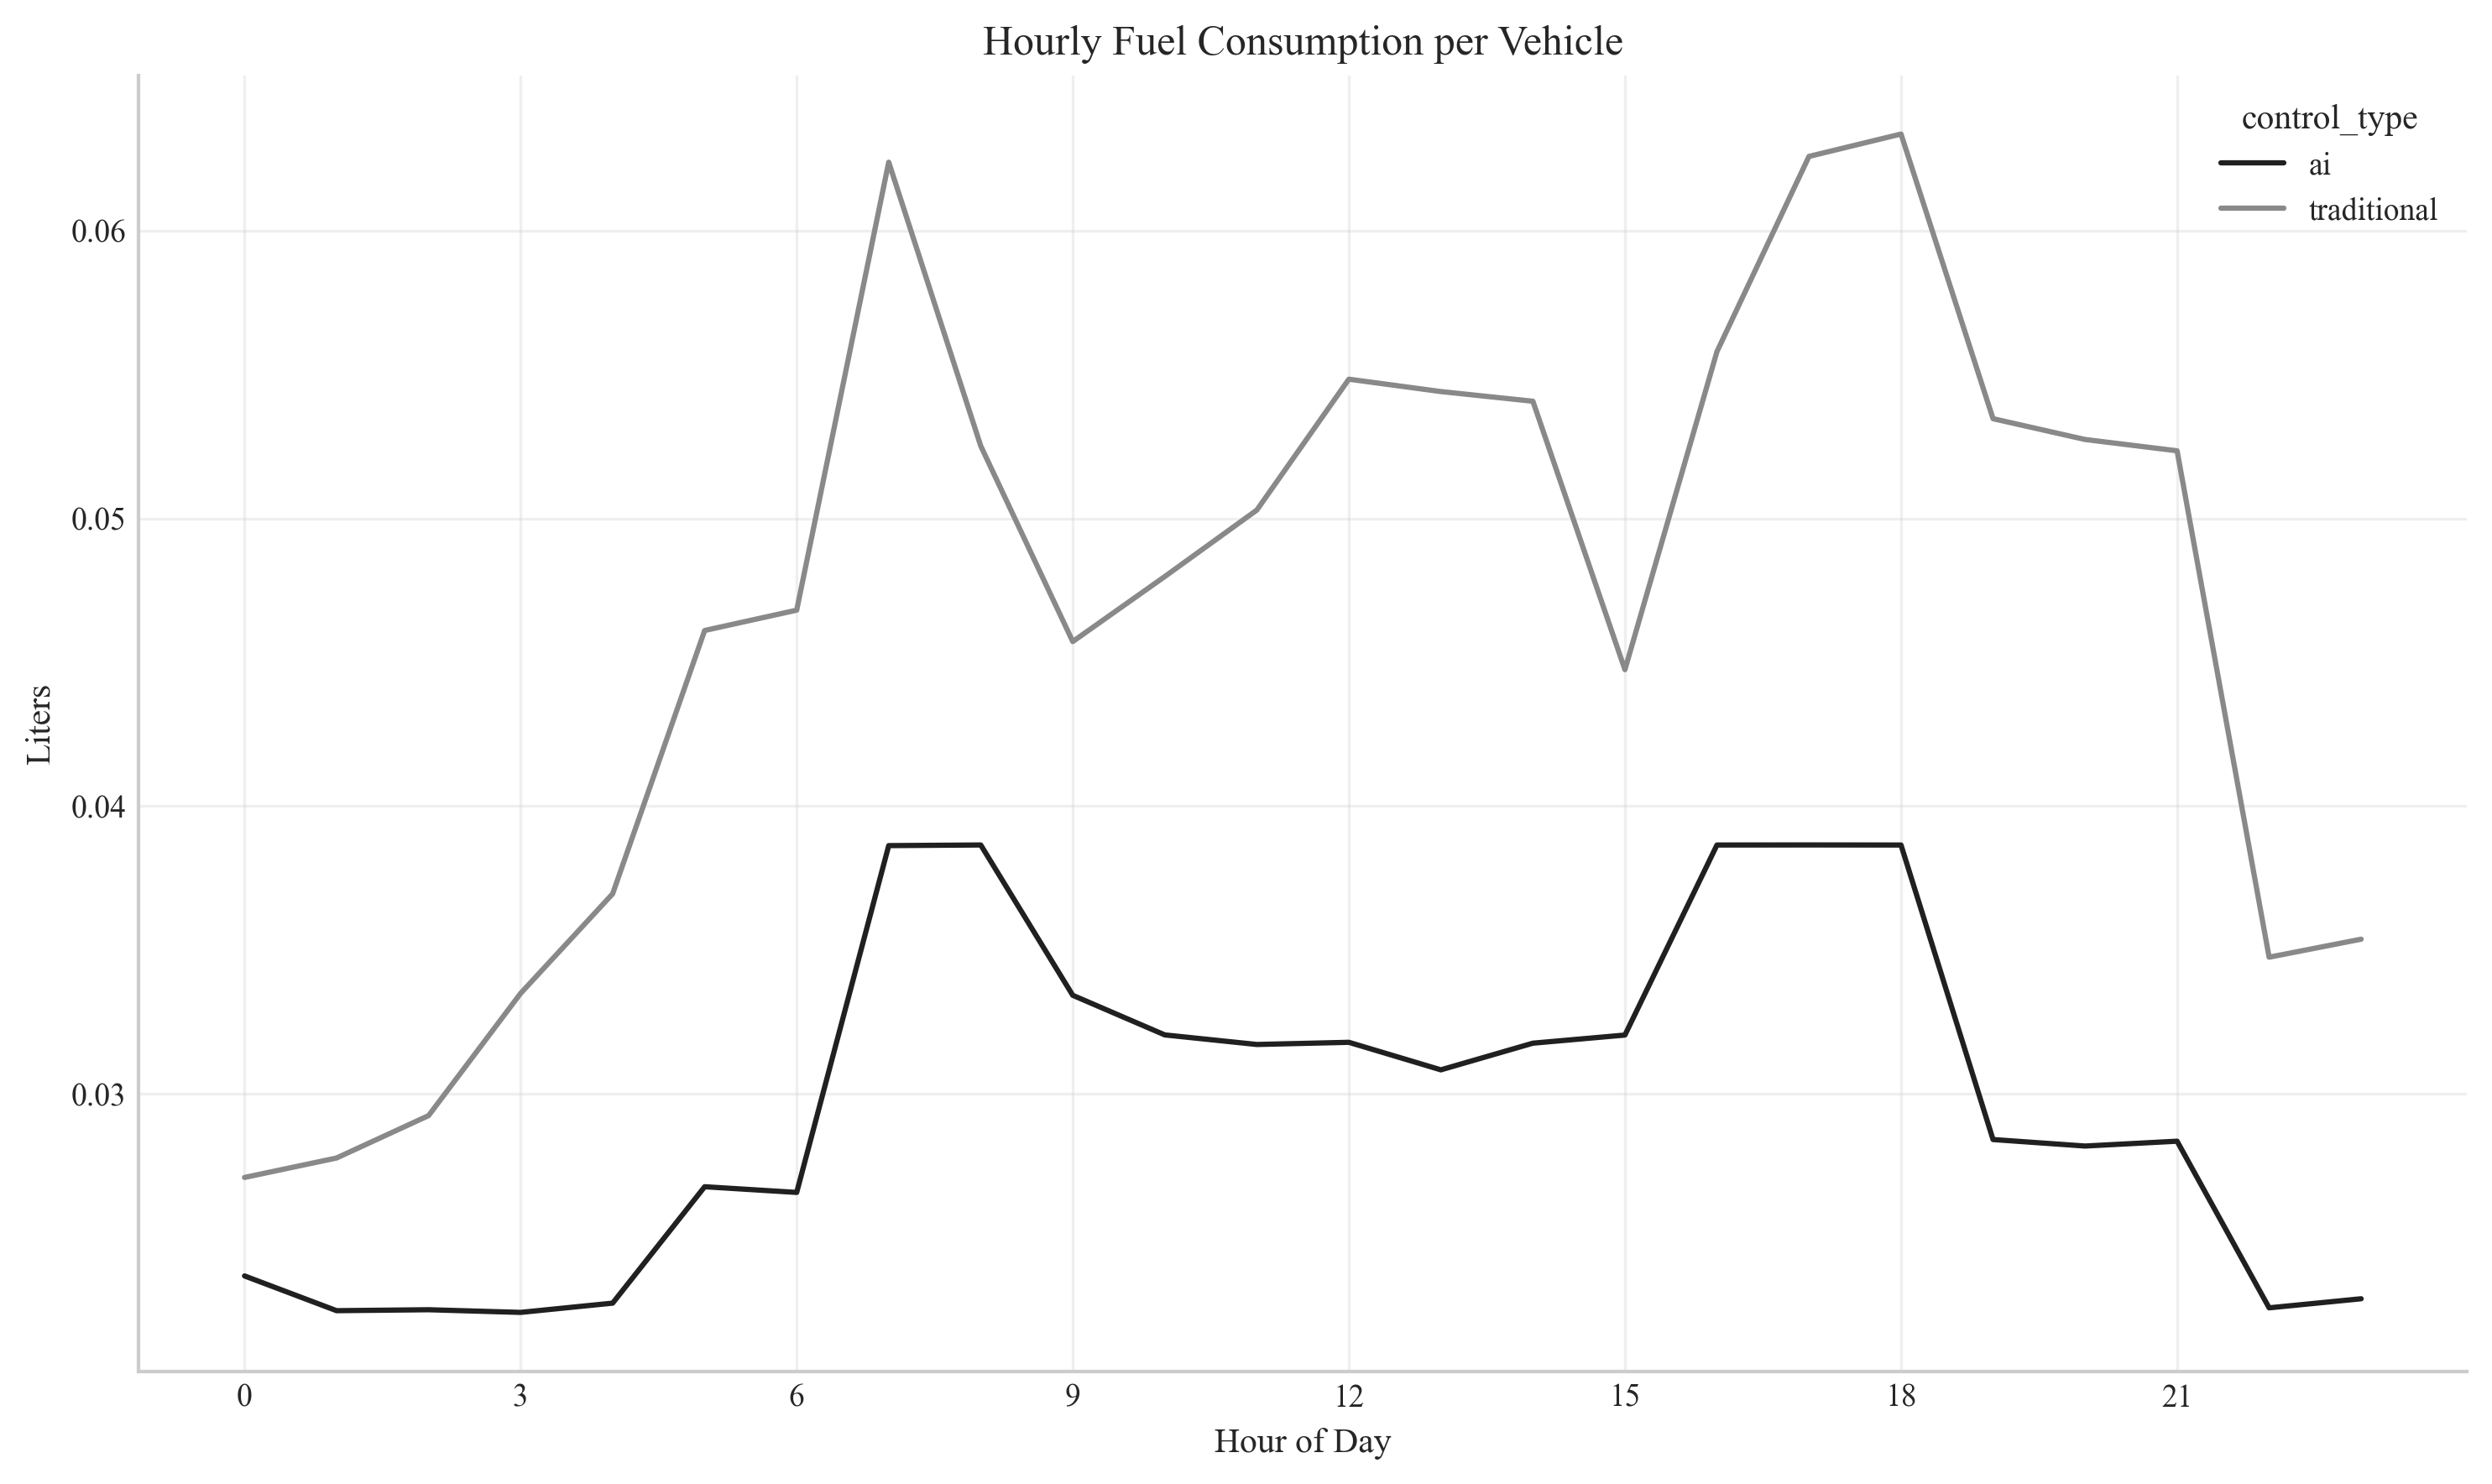 Hourly Fuel Consumption per Vehicle
control_type
ai
traditional
0.06
0.05
0.04
0.03
Liters
0 3 6 9 12 15 18 21
Hour of Day